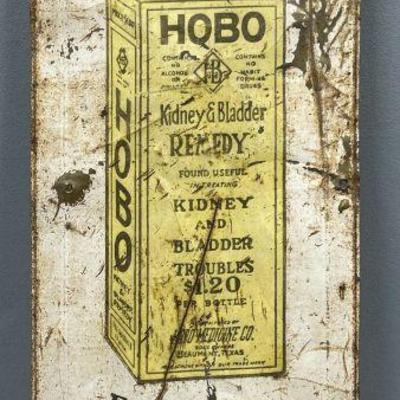 HOBO
CONTAINS
NO
ALCOHOL
HB
CONTAINS
NO
HABIT
FORMING
DRUGS
Kidney & Bladder
REMEDY
FOUND USEFUL
IN TREATING
KIDNEY
AND
BLADDER
TROUBLES
$1.20
PER BOTTLE
HOBO MEDICINE CO.
BEAUMONT, TEXAS
HOBO